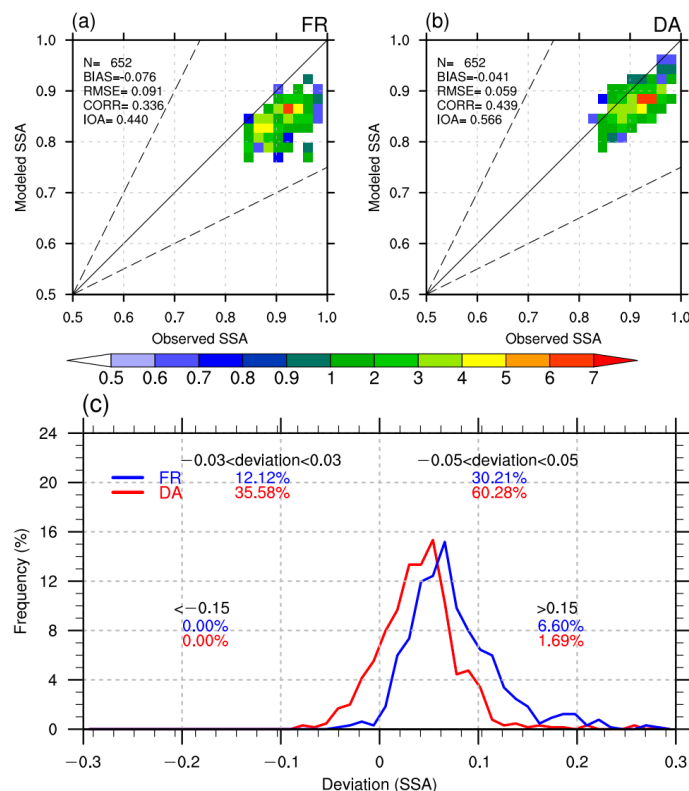 (a) FR
N= 652
BIAS=-0.076
RMSE=0.091
CORR= 0.336
IOA= 0.440
1.0
0.9
0.8
0.7
0.6
0.5
Modeled SSA
0.5 0.6 0.7 0.8 0.9 1.0
Observed SSA
(b) DA
N= 652
BIAS=-0.041
RMSE=0.059
CORR= 0.439
IOA= 0.566
1.0
0.9
0.8
0.7
0.6
0.5
Modeled SSA
0.5 0.6 0.7 0.8 0.9 1.0
Observed SSA
0.5 0.6 0.7 0.8 0.9 1 2 3 4 5 6 7
(c)
24
20
16
12
8
4
0
Frequency (%)
−0.03<deviation<0.03 −0.05<deviation<0.05
FR 12.12% 30.21%
DA 35.58% 60.28%
<−0.15 >0.15
0.00% 6.60%
0.00% 1.69%
−0.3 −0.2 −0.1 0 0.1 0.2 0.3
Deviation (SSA)